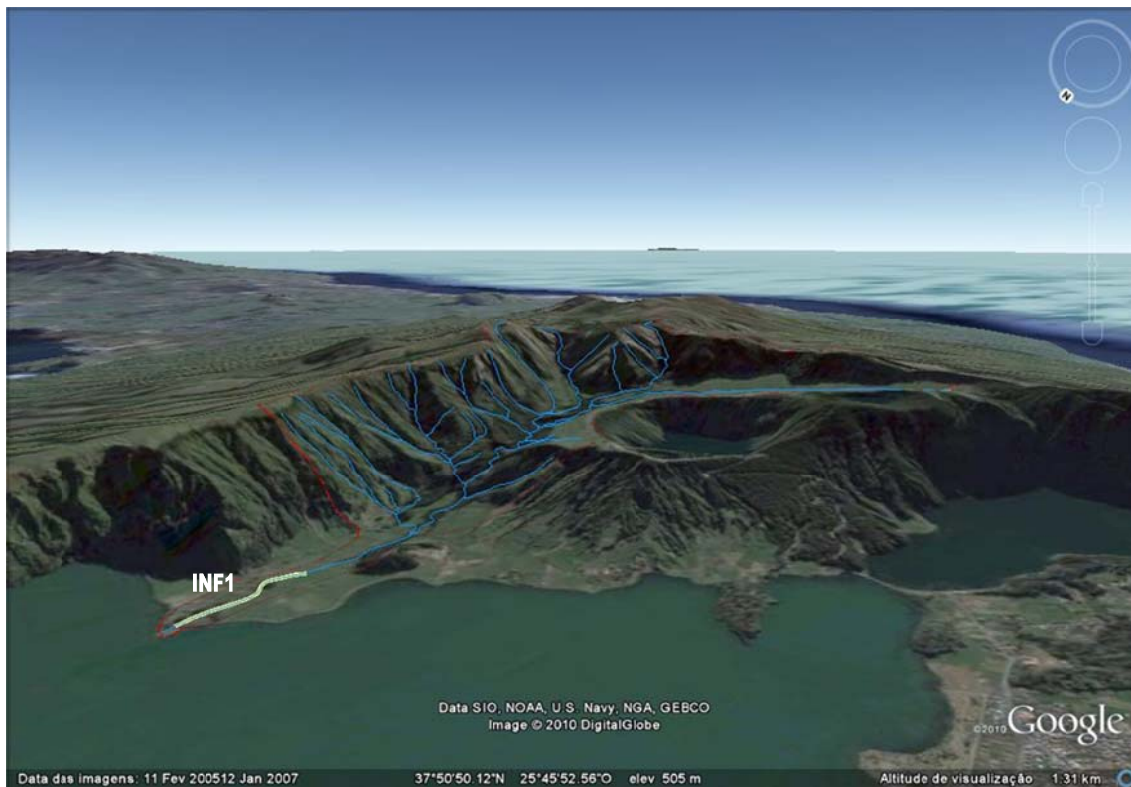 N
INF1
Data SIO, NOAA, U.S. Navy, NGA, GEBCO
Image © 2010 DigitalGlobe
©2010 Google
Data das imagens: 11 Fev 200512 Jan 2007 37°50'50.12"N 25°45'52.56"O elev 505 m Altitude de visualização 1.31 km